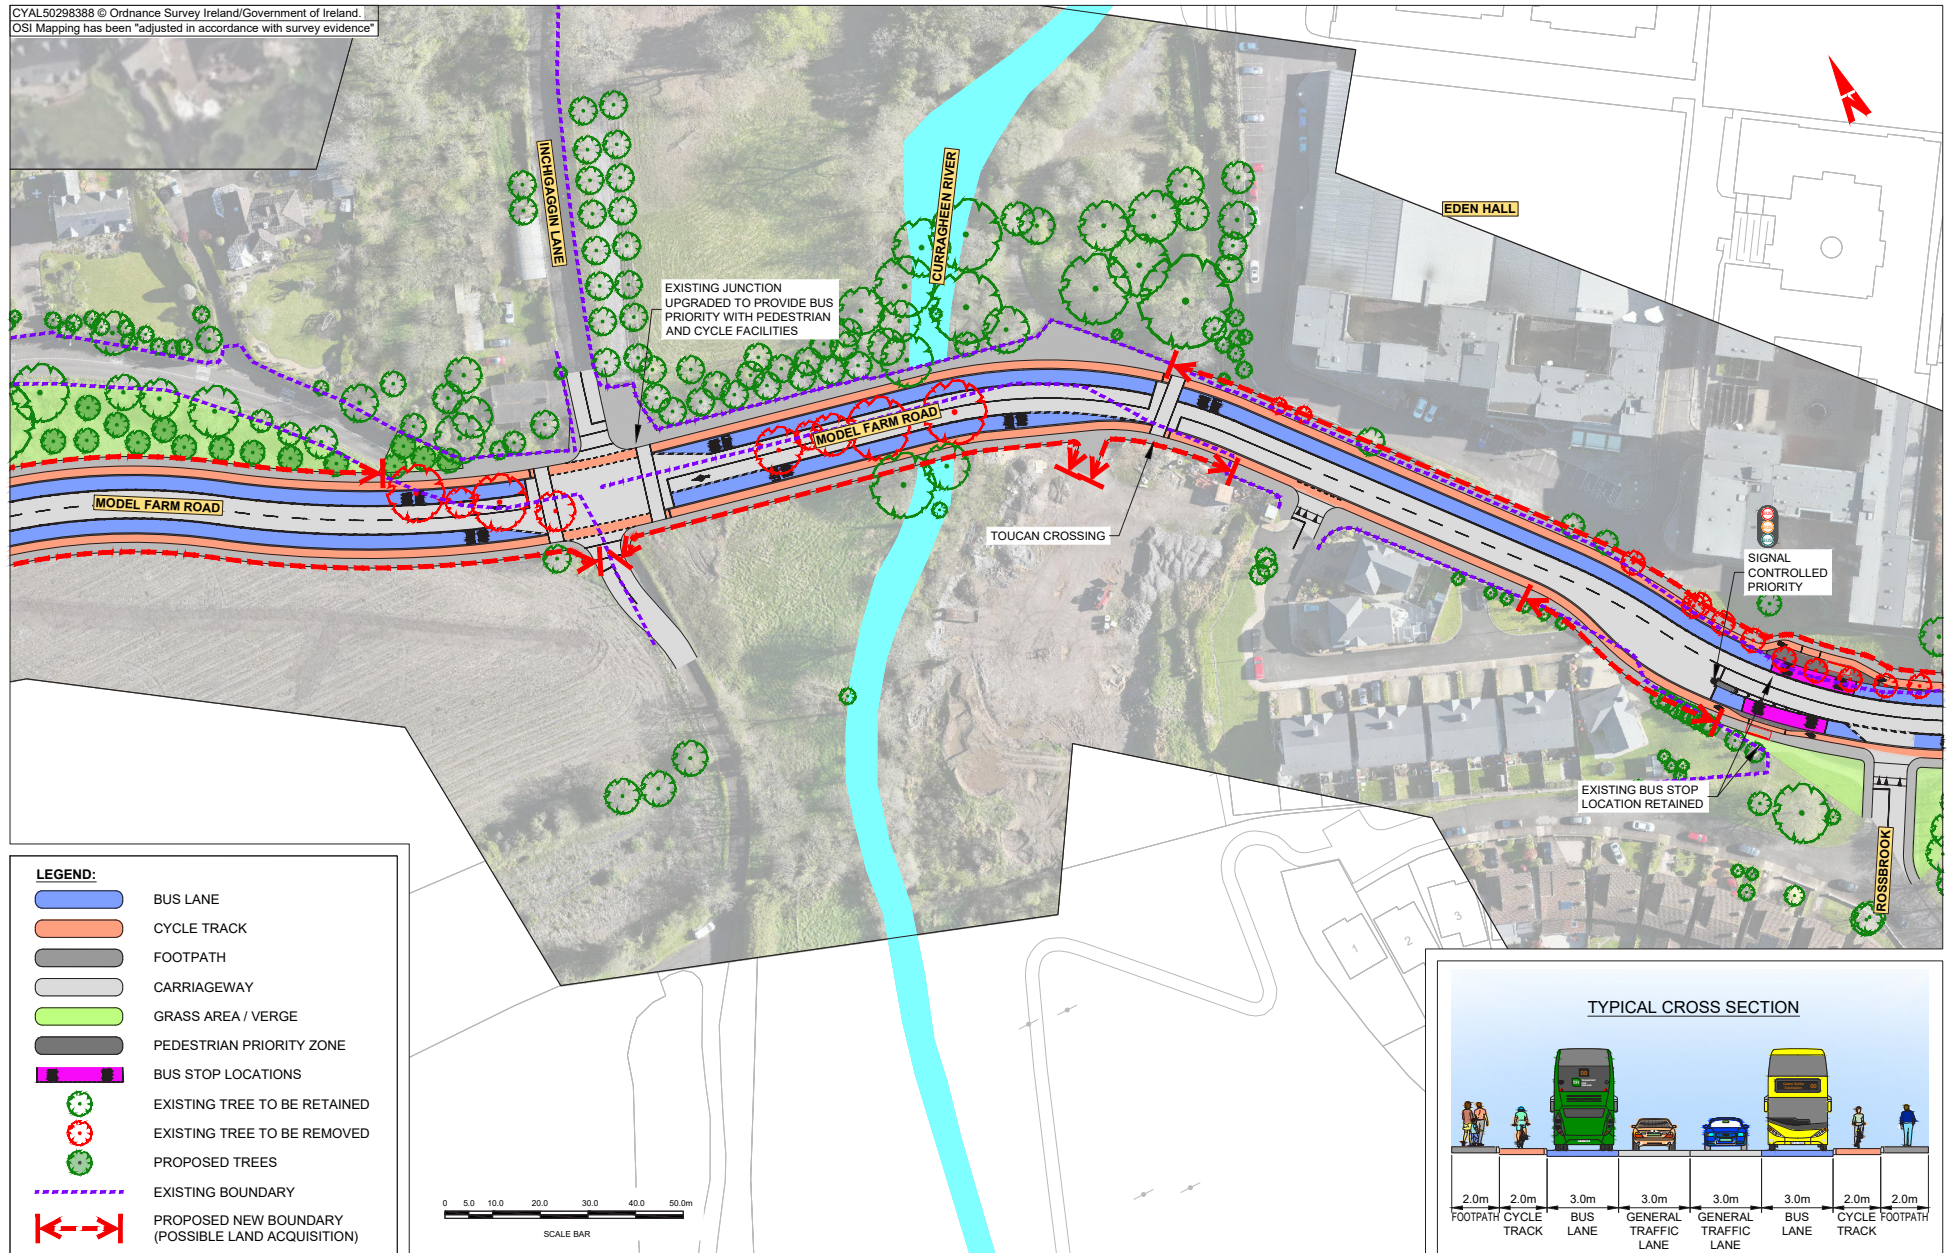 CYAL50298388 © Ordnance Survey Ireland/Government of Ireland.
OSI Mapping has been "adjusted in accordance with survey evidence"
INCHIGAGGIN LANE
CURRAGHEEN RIVER
EDEN HALL
EXISTING JUNCTION
UPGRADED TO PROVIDE BUS
PRIORITY WITH PEDESTRIAN
AND CYCLE FACILITIES
MODEL FARM ROAD
MODEL FARM ROAD
TOUCAN CROSSING
SIGNAL
CONTROLLED
PRIORITY
EXISTING BUS STOP
LOCATION RETAINED
ROSSBROOK
1
2
3
LEGEND:
BUS LANE
CYCLE TRACK
FOOTPATH
CARRIAGEWAY
GRASS AREA / VERGE
PEDESTRIAN PRIORITY ZONE
BUS STOP LOCATIONS
EXISTING TREE TO BE RETAINED
EXISTING TREE TO BE REMOVED
PROPOSED TREES
EXISTING BOUNDARY
PROPOSED NEW BOUNDARY
(POSSIBLE LAND ACQUISITION)
0 5.0 10.0 20.0 30.0 40.0 50.0m
SCALE BAR
TYPICAL CROSS SECTION
2.0m 2.0m 3.0m 3.0m 3.0m 3.0m 2.0m 2.0m
FOOTPATH CYCLE BUS GENERAL GENERAL BUS CYCLE FOOTPATH
TRACK LANE TRAFFIC TRAFFIC LANE TRACK
LANE LANE